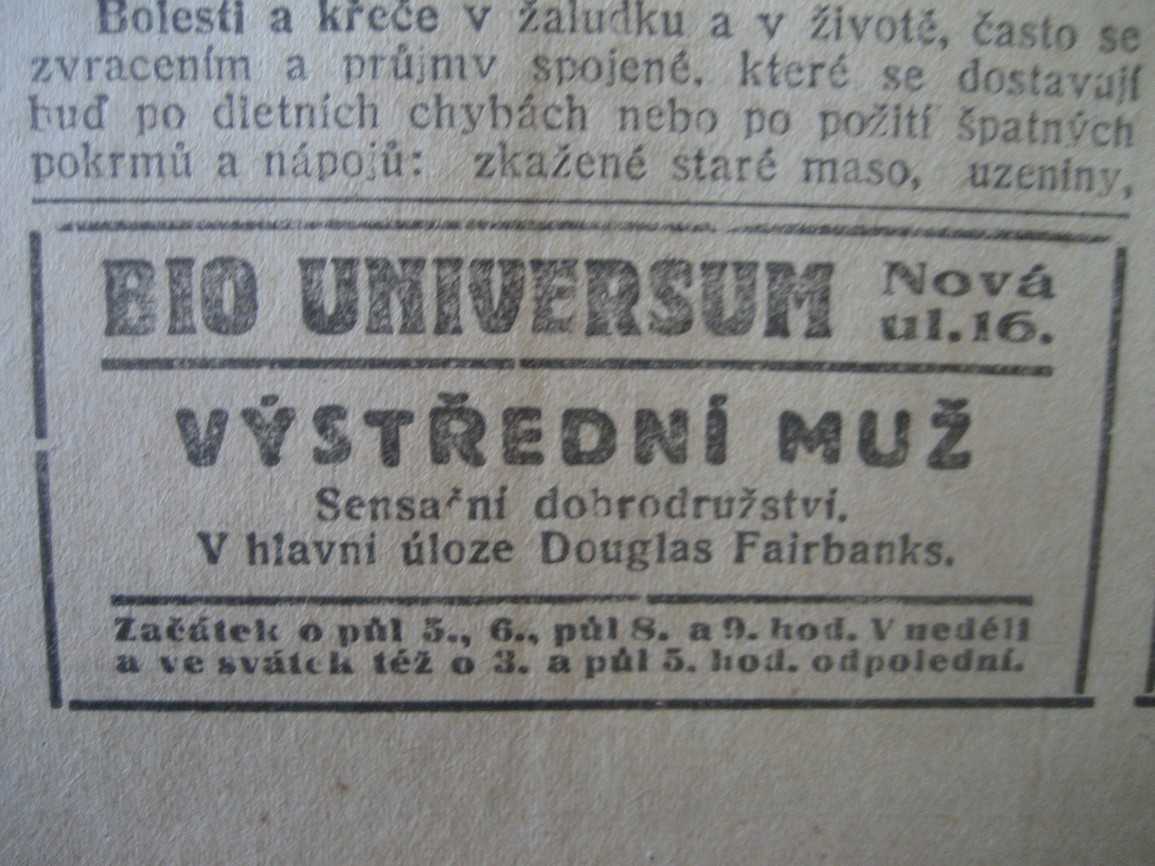 Bolesti a křeče v žaludku a v životě, často se
zvracením a průjmy spojené, které se dostavují
buď po dietních chybách nebo po požití špatných
pokrmů a nápojů: zkažené staré maso, uzeniny,
BIO UNIVERSUM Nová ul. 16.
VÝSTŘEDNÍ MUŽ
Sensační dobrodružství.
V hlavní úloze Douglas Fairbanks.
Začátek o půl 5., 6., půl 8. a 9. hod. V neděli
a ve svátek též o 3. a půl 5. hod. odpolední.